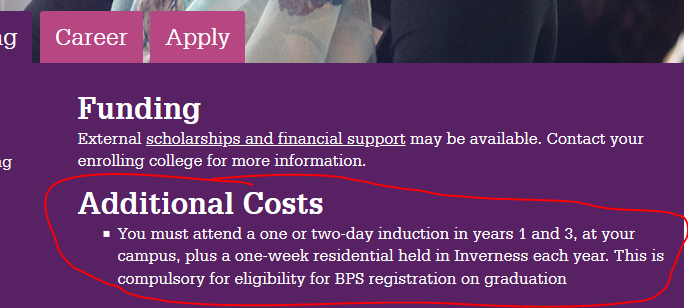 ng
Career
Apply
Funding
External scholarships and financial support may be available. Contact your
enrolling college for more information.
ng
Additional Costs
You must attend a one or two-day induction in years 1 and 3, at your
campus, plus a one-week residential held in Inverness each year. This is
compulsory for eligibility for BPS registration on graduation